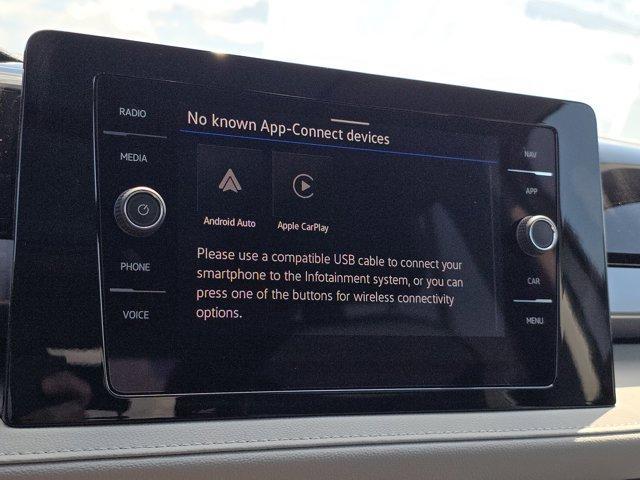 RADIO
MEDIA
PHONE
VOICE
No known App-Connect devices
Android Auto
Apple CarPlay
Please use a compatible USB cable to connect your
smartphone to the Infotainment system, or you can
press one of the buttons for wireless connectivity
options.
NAV
APP
CAR
MENU